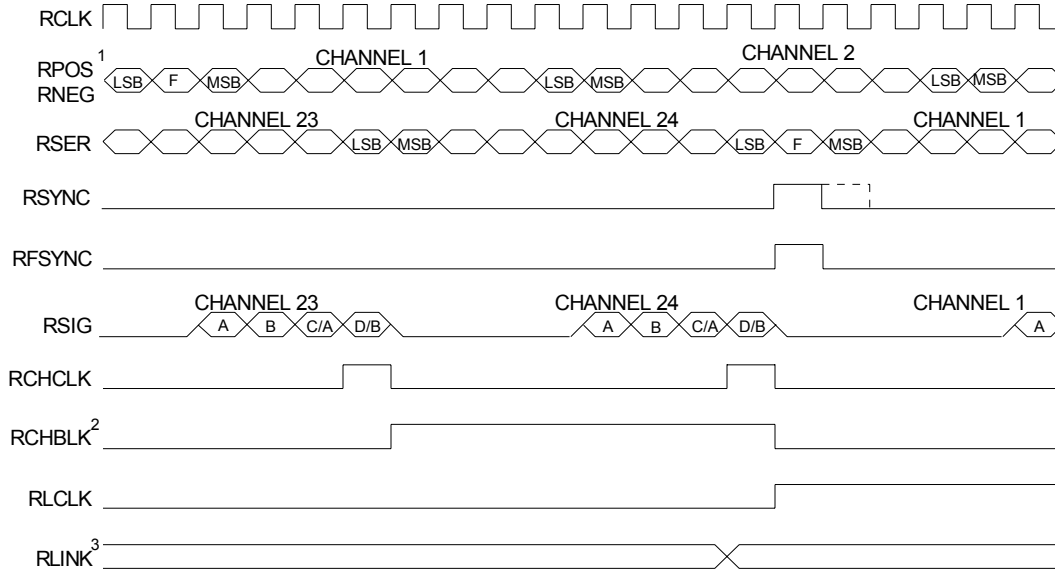 RCLK
RPOS 1
RNEG
CHANNEL 1 CHANNEL 2
LSB F MSB LSB MSB LSB MSB
CHANNEL 23 CHANNEL 24 CHANNEL 1
RSER LSB MSB LSB F MSB
RSYNC
RFSYNC
CHANNEL 23 CHANNEL 24 CHANNEL 1
RSIG A B C/A D/B A B C/A D/B A
RCHCLK
RCHBLK 2
RLCLK
RLINK 3